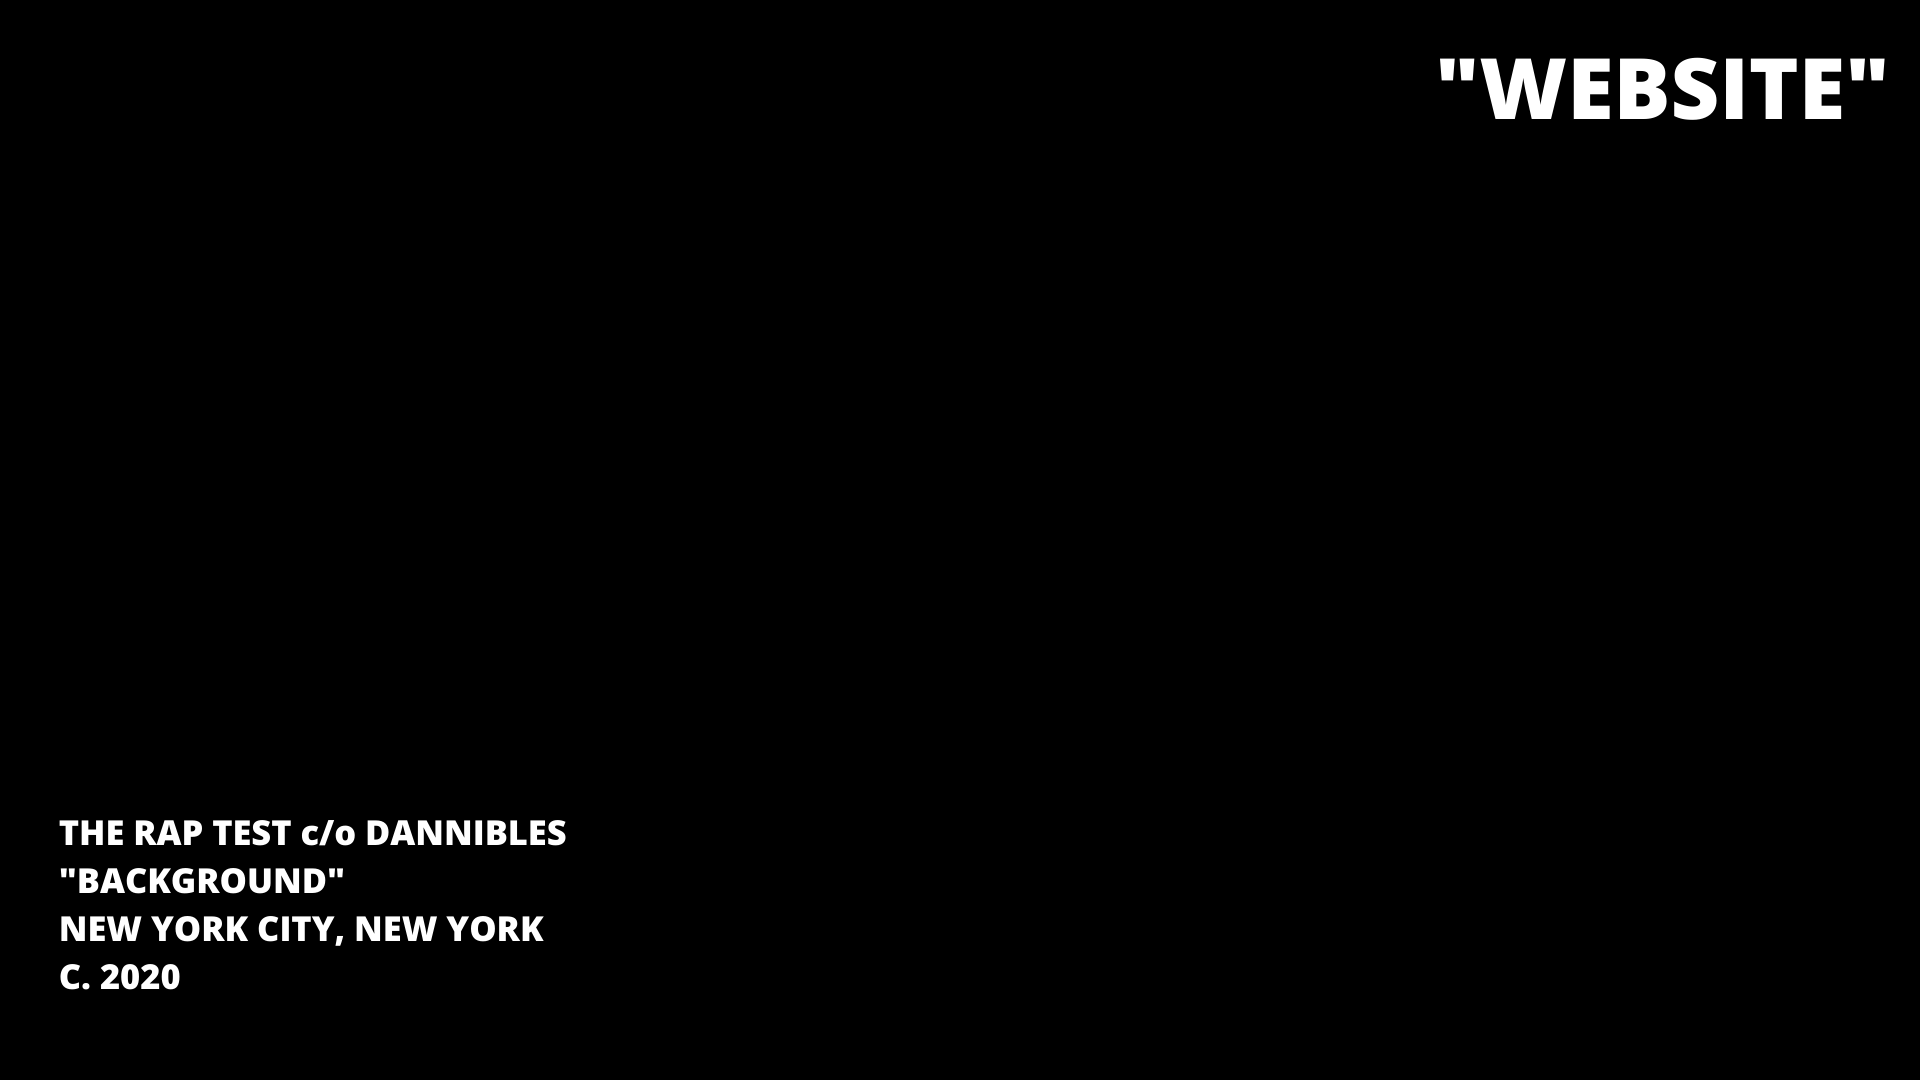 "WEBSITE"
THE RAP TEST c/o DANNIBLES
"BACKGROUND"
NEW YORK CITY, NEW YORK
C. 2020